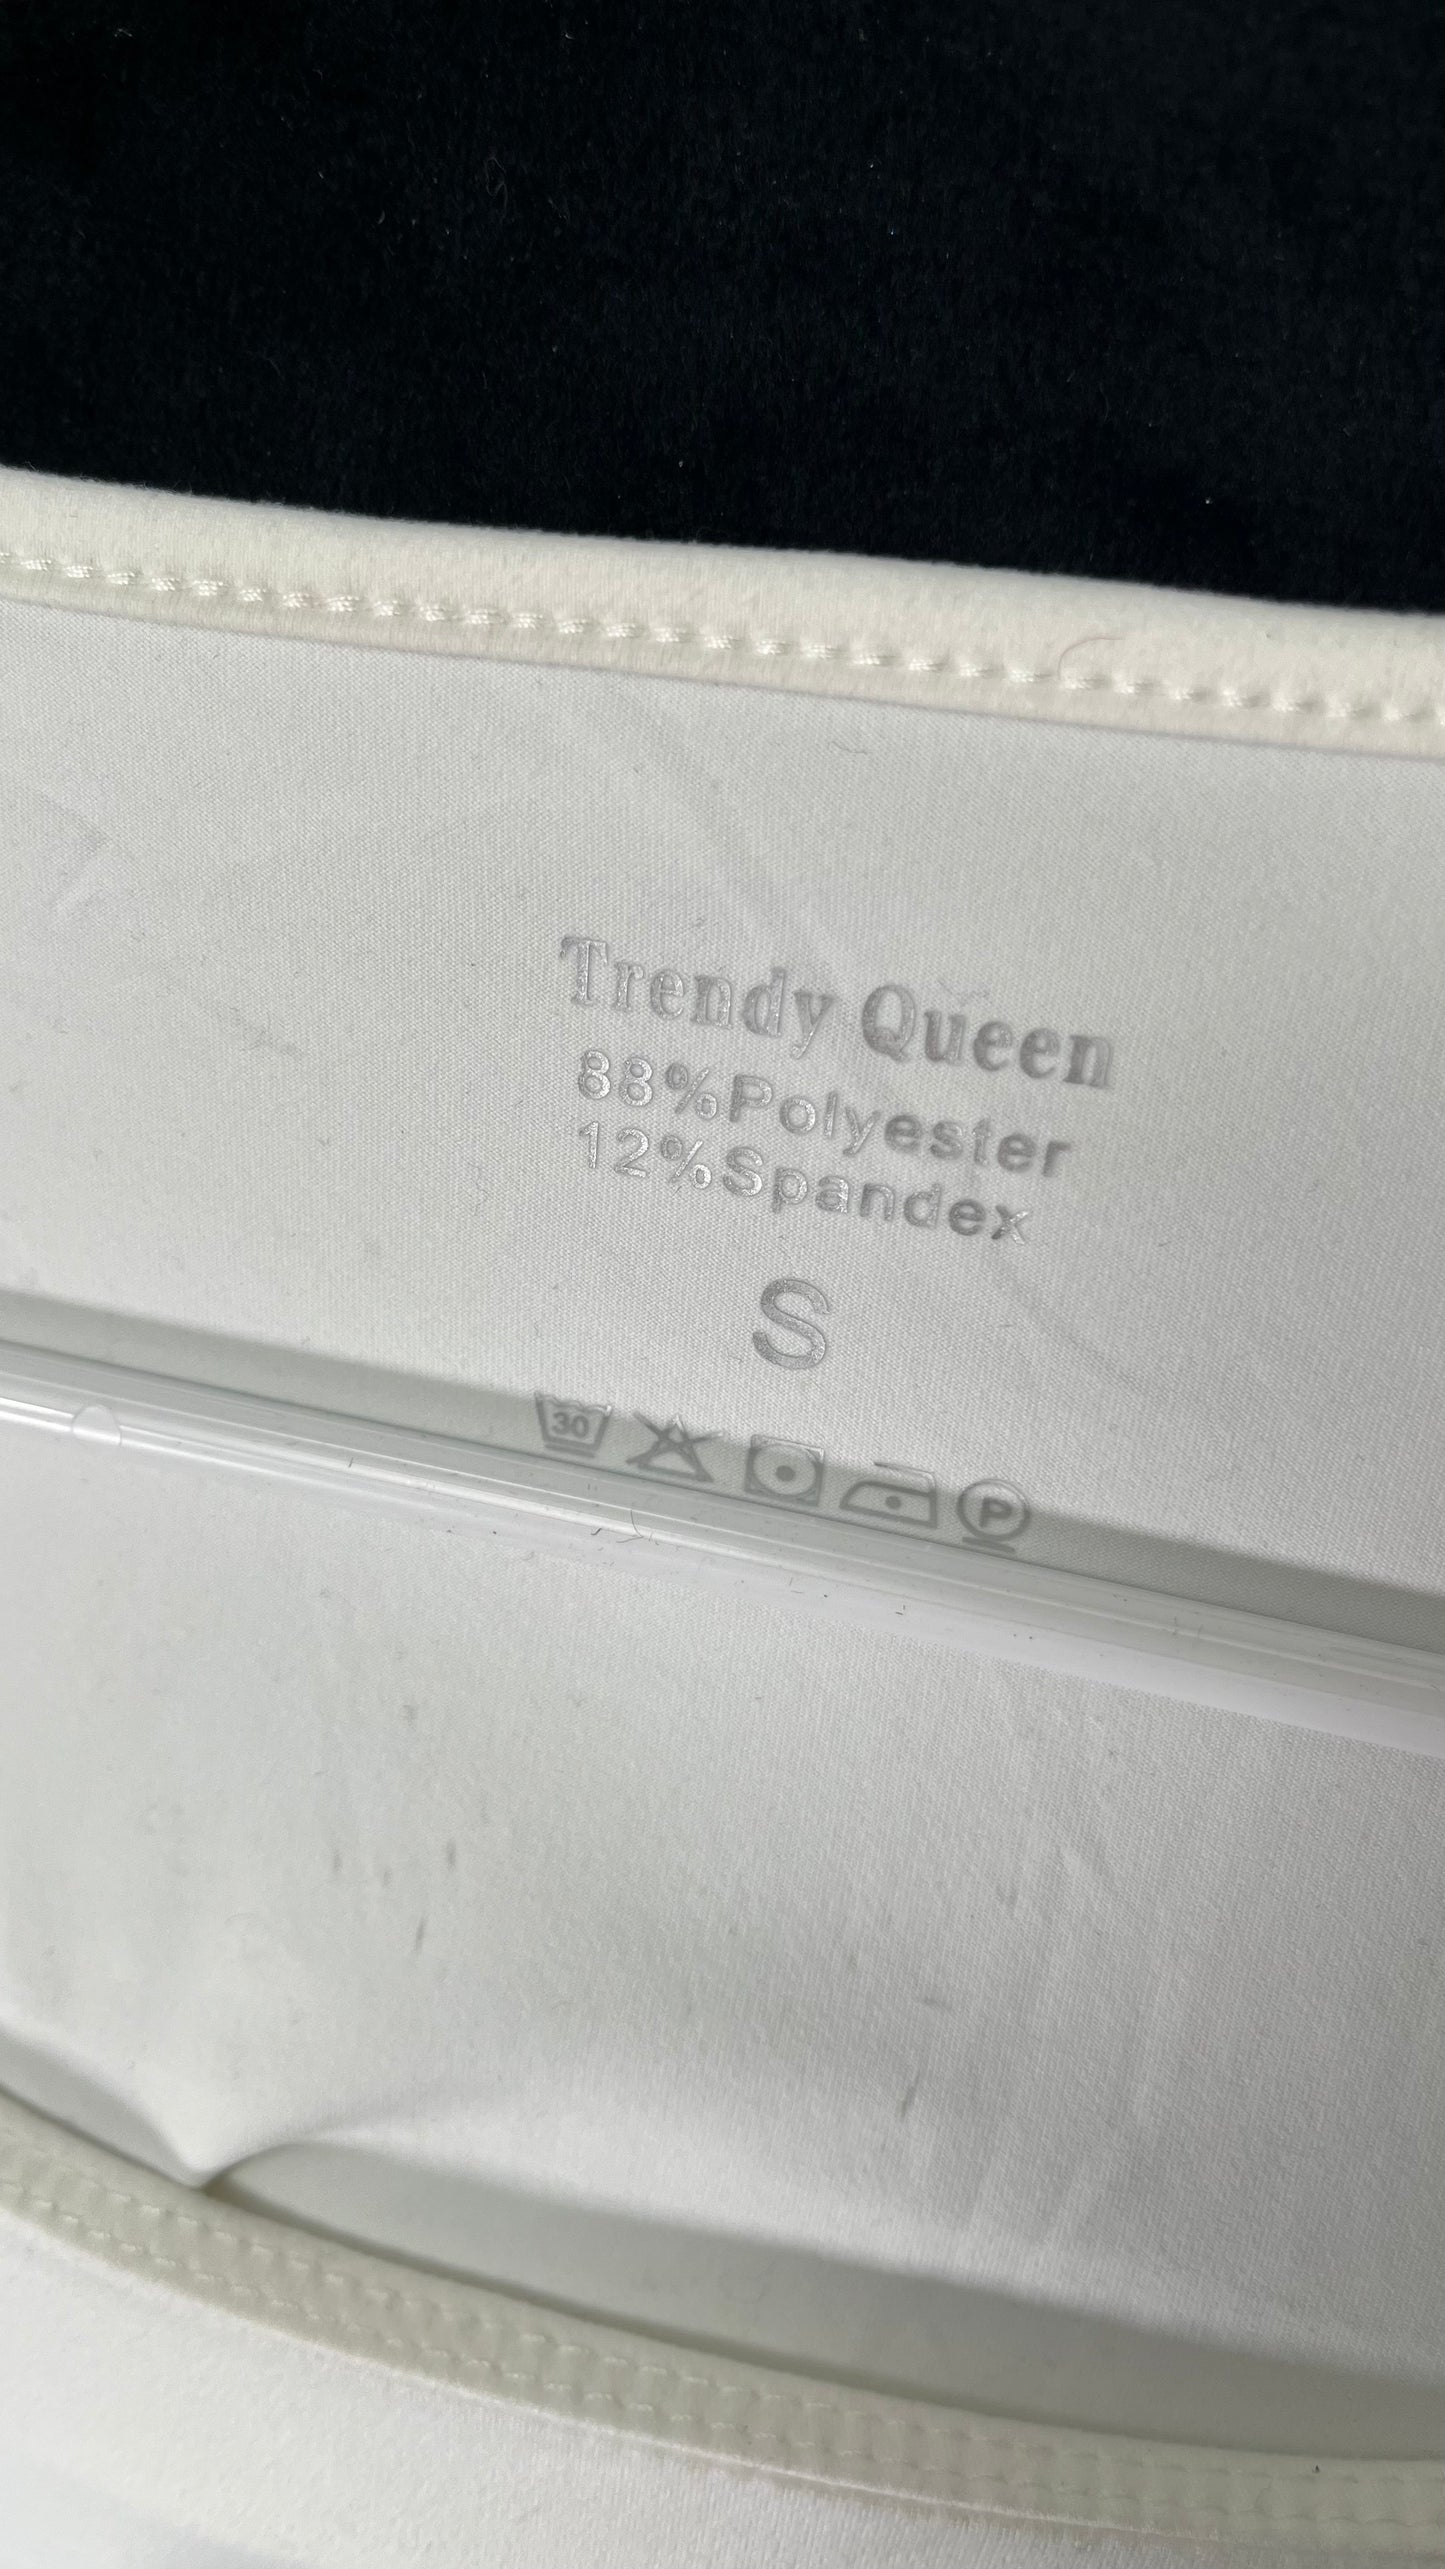 Trendy Queen
88%Polyester
12%Spandex
S
30
P